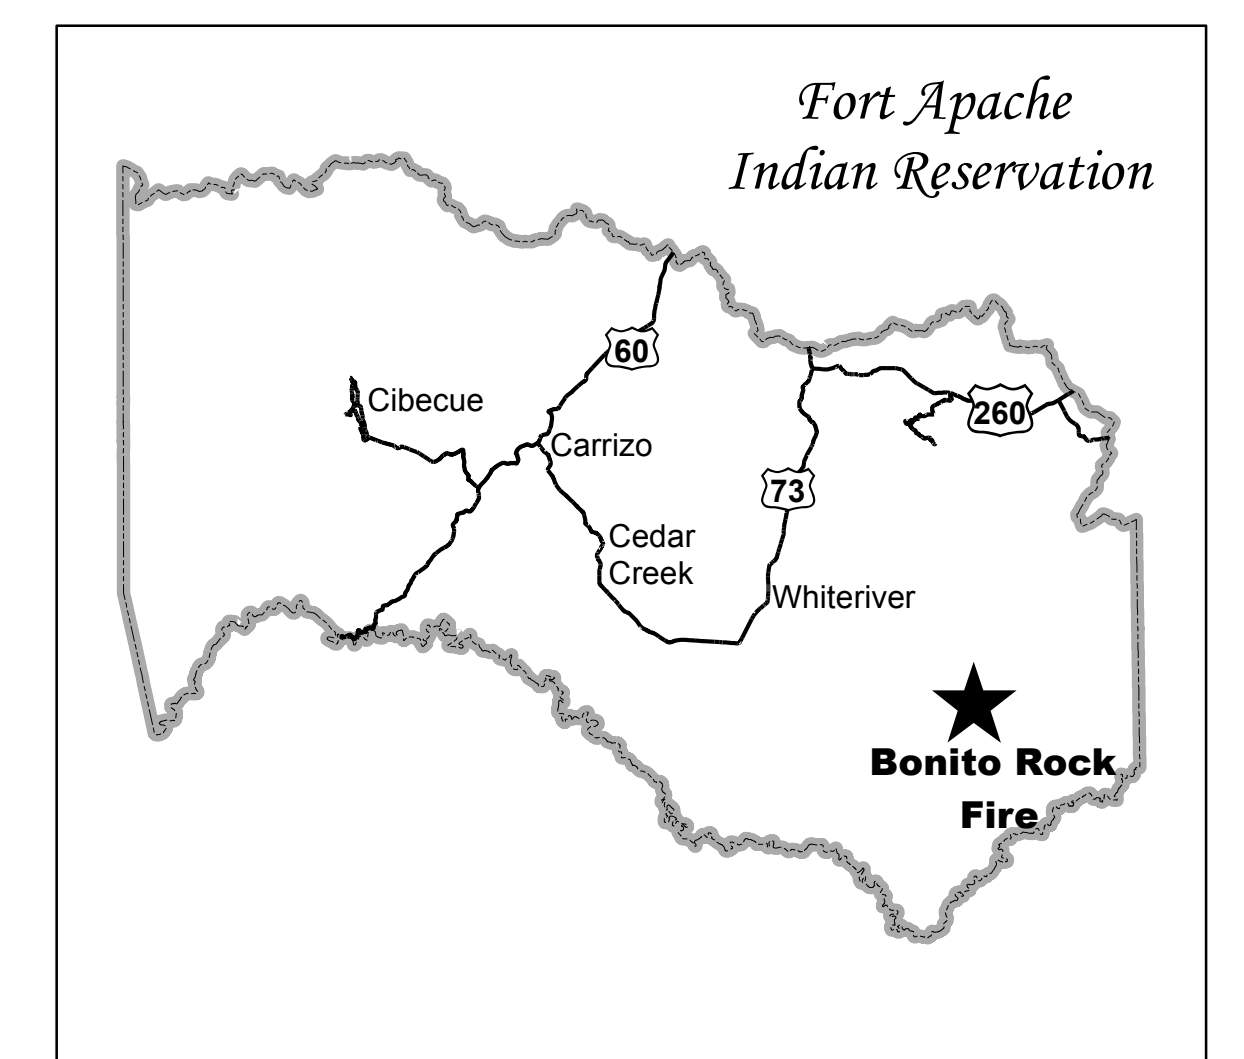 Fort Apache
Indian Reservation
60
Cibecue
260
Carrizo
73
Cedar
Creek
Whiteriver
Bonito Rock
Fire